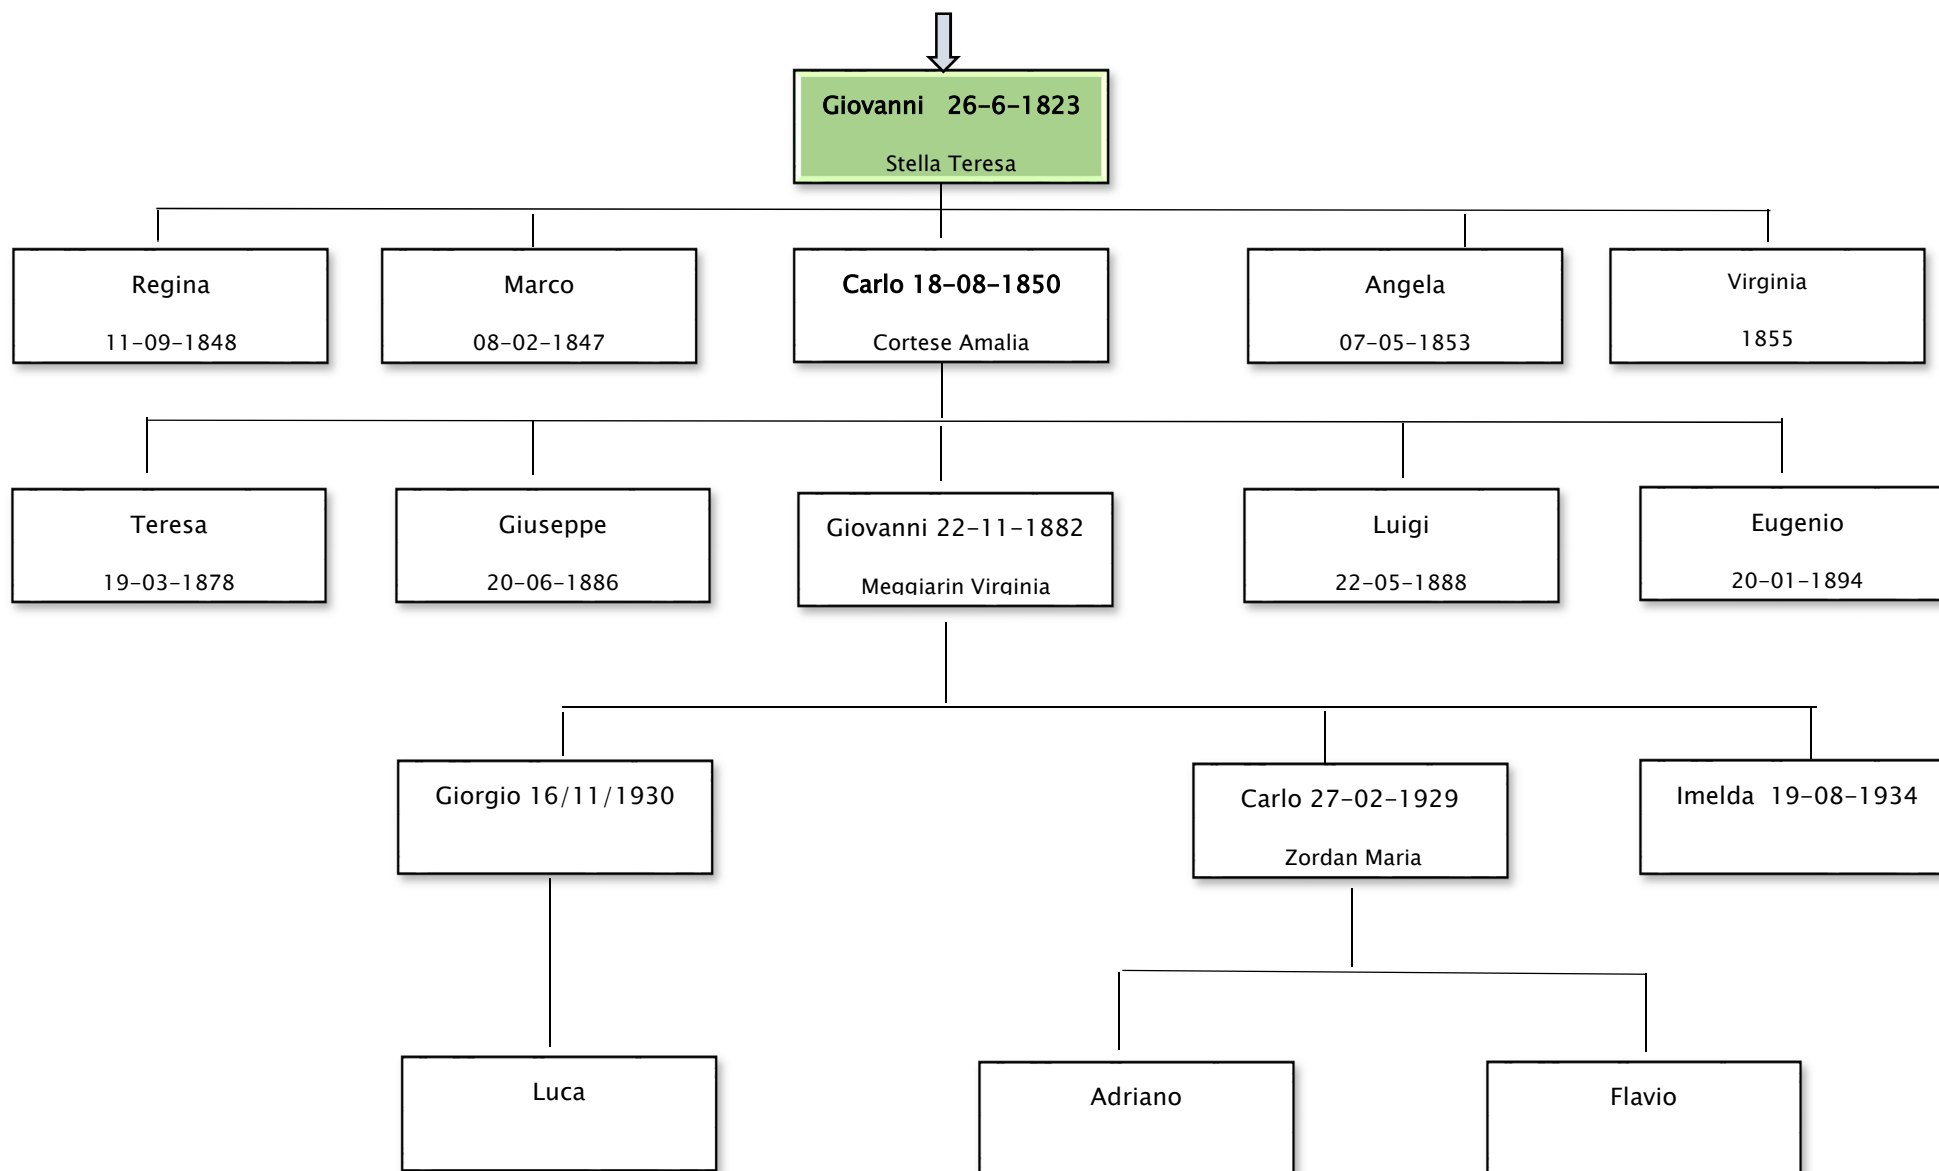 Giovanni 26-6-1823
Stella Teresa
Regina
11-09-1848
Marco
08-02-1847
Carlo 18-08-1850
Cortese Amalia
Angela
07-05-1853
Virginia
1855
Teresa
19-03-1878
Giuseppe
20-06-1886
Giovanni 22-11-1882
Meggiarin Virginia
Luigi
22-05-1888
Eugenio
20-01-1894
Giorgio 16/11/1930
Carlo 27-02-1929
Zordan Maria
Imelda 19-08-1934
Luca
Adriano
Flavio